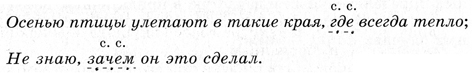 с. с.
Осенью птицы улетают в такие края, где всегда тепло;
с. с.
Не знаю, зачем он это сделал.